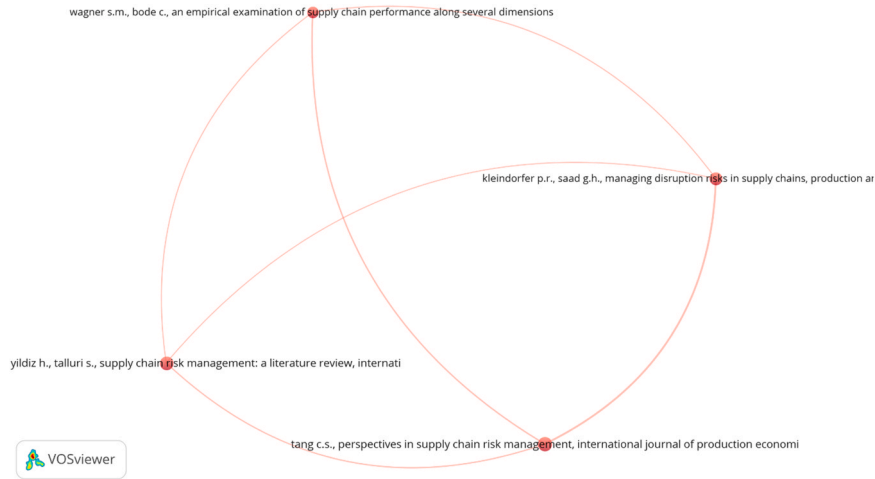 wagner s.m., bode c., an empirical examination of supply chain performance along several dimensions
kleindorfer p.r., saad g.h., managing disruption risks in supply chains, production ar
yildiz h., talluri s., supply chain risk management: a literature review, internati
tang c.s., perspectives in supply chain risk management, international journal of production economi
VOSviewer